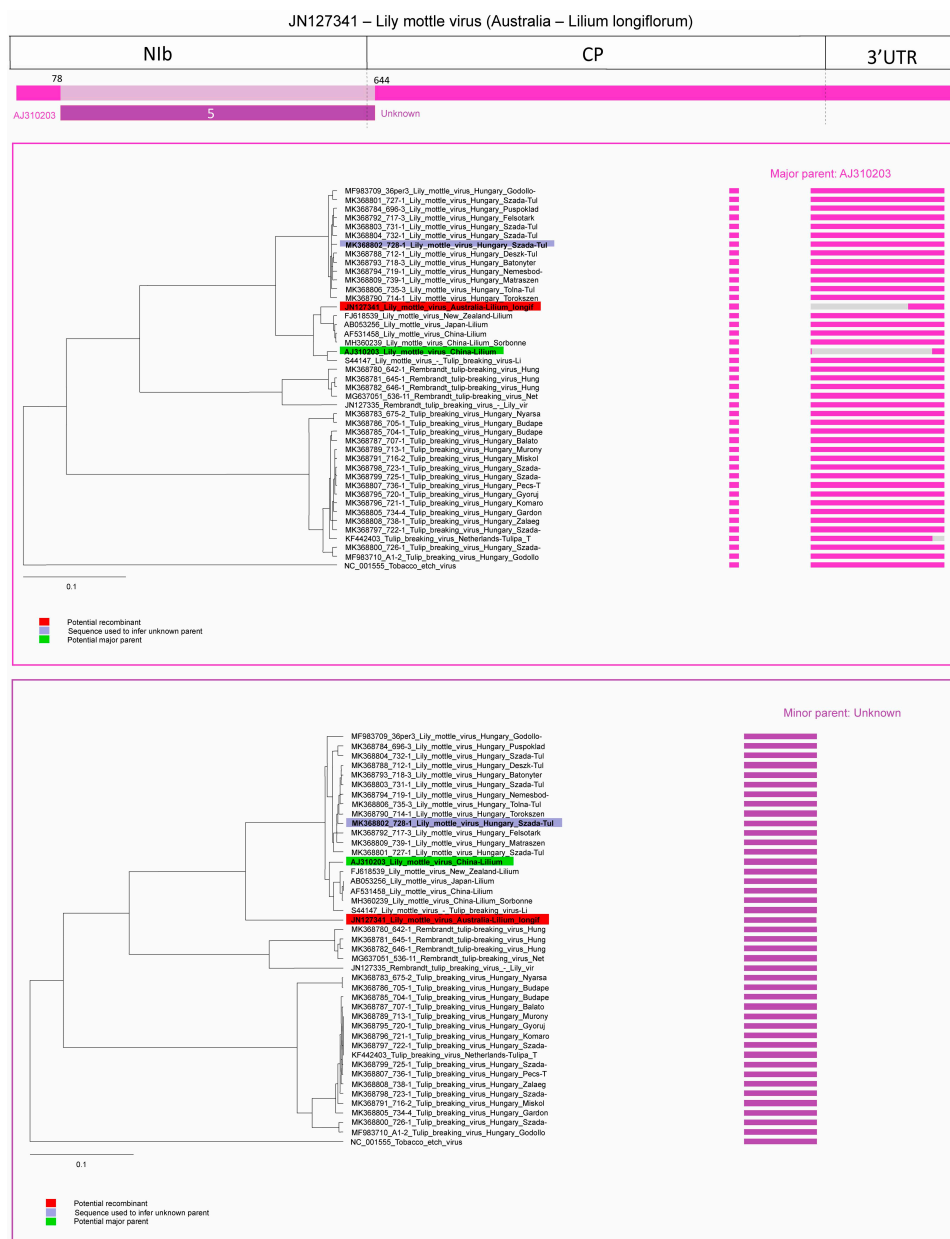 JN127341 – Lily mottle virus (Australia – Lilium longiflorum)
NIb CP 3'UTR
78 644
AJ310203 5 Unknown
Major parent: AJ310203
MF983709_36per3_Lily_mottle_virus_Hungary_Godollo-
MK368801_727-1_Lily_mottle_virus_Hungary_Szada-Tul
MK368784_696-3_Lily_mottle_virus_Hungary_Puspoklad
MK368792_717-3_Lily_mottle_virus_Hungary_Felsotark
MK368803_731-1_Lily_mottle_virus_Hungary_Szada-Tul
MK368804_732-1_Lily_mottle_virus_Hungary_Szada-Tul
MK368802_728-1_Lily_mottle_virus_Hungary_Szada-Tul
MK368788_712-1_Lily_mottle_virus_Hungary_Deszk-Tul
MK368793_718-3_Lily_mottle_virus_Hungary_Batonyter
MK368794_719-1_Lily_mottle_virus_Hungary_Nemesbod-
MK368809_739-1_Lily_mottle_virus_Hungary_Matraszen
MK368806_735-3_Lily_mottle_virus_Hungary_Tolna-Tul
MK368790_714-1_Lily_mottle_virus_Hungary_Torokszen
JN127341_Lily_mottle_virus_Australia-Lilium_longif
FJ618539_Lily_mottle_virus_New_Zealand-Lilium
AB053256_Lily_mottle_virus_Japan-Lilium
AF531458_Lily_mottle_virus_China-Lilium
MH360239_Lily_mottle_virus_China-Lilium_Sorbonne
AJ310203_Lily_mottle_virus_China-Lilium
S44147_Lily_mottle_virus_-_Tulip_breaking_virus-Li
MK368780_642-1_Rembrandt_tulip-breaking_virus_Hung
MK368781_645-1_Rembrandt_tulip-breaking_virus_Hung
MK368782_646-1_Rembrandt_tulip-breaking_virus_Hung
MG637051_536-11_Rembrandt_tulip-breaking_virus_Net
JN127335_Rembrandt_tulip_breaking_virus_-_Lily_vir
MK368783_675-2_Tulip_breaking_virus_Hungary_Nyarsa
MK368786_705-1_Tulip_breaking_virus_Hungary_Budape
MK368785_704-1_Tulip_breaking_virus_Hungary_Budape
MK368787_707-1_Tulip_breaking_virus_Hungary_Balato
MK368789_713-1_Tulip_breaking_virus_Hungary_Murony
MK368791_716-2_Tulip_breaking_virus_Hungary_Miskol
MK368798_723-1_Tulip_breaking_virus_Hungary_Szada-
MK368799_725-1_Tulip_breaking_virus_Hungary_Szada-
MK368807_736-1_Tulip_breaking_virus_Hungary_Pecs-T
MK368795_720-1_Tulip_breaking_virus_Hungary_Gyoruj
MK368796_721-1_Tulip_breaking_virus_Hungary_Komaro
MK368805_734-4_Tulip_breaking_virus_Hungary_Gardon
MK368808_738-1_Tulip_breaking_virus_Hungary_Zalaeg
MK368797_722-1_Tulip_breaking_virus_Hungary_Szada-
KF442403_Tulip_breaking_virus_Netherlands-Tulipa_T
MK368800_726-1_Tulip_breaking_virus_Hungary_Szada-
MF983710_A1-2_Tulip_breaking_virus_Hungary_Godollo
NC_001555_Tobacco_etch_virus
0.1
Potential recombinant
Sequence used to infer unknown parent
Potential major parent
Minor parent: Unknown
MF983709_36per3_Lily_mottle_virus_Hungary_Godollo-
MK368784_696-3_Lily_mottle_virus_Hungary_Puspoklad
MK368804_732-1_Lily_mottle_virus_Hungary_Szada-Tul
MK368788_712-1_Lily_mottle_virus_Hungary_Deszk-Tul
MK368793_718-3_Lily_mottle_virus_Hungary_Batonyter
MK368803_731-1_Lily_mottle_virus_Hungary_Szada-Tul
MK368794_719-1_Lily_mottle_virus_Hungary_Nemesbod-
MK368806_735-3_Lily_mottle_virus_Hungary_Tolna-Tul
MK368790_714-1_Lily_mottle_virus_Hungary_Torokszen
MK368802_728-1_Lily_mottle_virus_Hungary_Szada-Tul
MK368792_717-3_Lily_mottle_virus_Hungary_Felsotark
MK368809_739-1_Lily_mottle_virus_Hungary_Matraszen
MK368801_727-1_Lily_mottle_virus_Hungary_Szada-Tul
AJ310203_Lily_mottle_virus_China-Lilium
FJ618539_Lily_mottle_virus_New_Zealand-Lilium
AB053256_Lily_mottle_virus_Japan-Lilium
AF531458_Lily_mottle_virus_China-Lilium
MH360239_Lily_mottle_virus_China-Lilium_Sorbonne
S44147_Lily_mottle_virus_-_Tulip_breaking_virus-Li
JN127341_Lily_mottle_virus_Australia-Lilium_longif
MK368780_642-1_Rembrandt_tulip-breaking_virus_Hung
MK368781_645-1_Rembrandt_tulip-breaking_virus_Hung
MK368782_646-1_Rembrandt_tulip-breaking_virus_Hung
MG637051_536-11_Rembrandt_tulip-breaking_virus_Net
JN127335_Rembrandt_tulip_breaking_virus_-_Lily_vir
MK368783_675-2_Tulip_breaking_virus_Hungary_Nyarsa
MK368786_705-1_Tulip_breaking_virus_Hungary_Budape
MK368785_704-1_Tulip_breaking_virus_Hungary_Budape
MK368787_707-1_Tulip_breaking_virus_Hungary_Balato
MK368789_713-1_Tulip_breaking_virus_Hungary_Murony
MK368795_720-1_Tulip_breaking_virus_Hungary_Gyoruj
MK368796_721-1_Tulip_breaking_virus_Hungary_Komaro
MK368797_722-1_Tulip_breaking_virus_Hungary_Szada-
KF442403_Tulip_breaking_virus_Netherlands-Tulipa_T
MK368799_725-1_Tulip_breaking_virus_Hungary_Szada-
MK368807_736-1_Tulip_breaking_virus_Hungary_Pecs-T
MK368808_738-1_Tulip_breaking_virus_Hungary_Zalaeg
MK368798_723-1_Tulip_breaking_virus_Hungary_Szada-
MK368791_716-2_Tulip_breaking_virus_Hungary_Miskol
MK368805_734-4_Tulip_breaking_virus_Hungary_Gardon
MK368800_726-1_Tulip_breaking_virus_Hungary_Szada-
MF983710_A1-2_Tulip_breaking_virus_Hungary_Godollo
NC_001555_Tobacco_etch_virus
0.1
Potential recombinant
Sequence used to infer unknown parent
Potential major parent